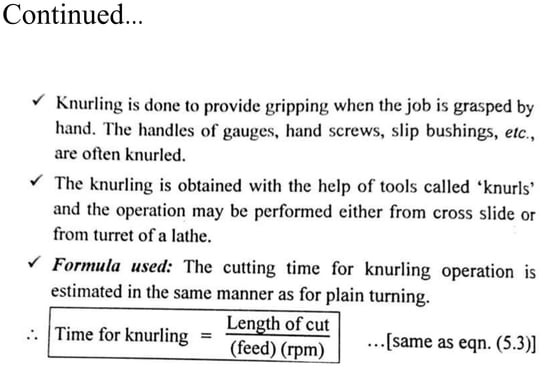 Continued...
✓ Knurling is done to provide gripping when the job is grasped by
hand. The handles of gauges, hand screws, slip bushings, etc.,
are often knurled.
✓ The knurling is obtained with the help of tools called ‘knurls’
and the operation may be performed either from cross slide or
from turret of a lathe.
✓ Formula used: The cutting time for knurling operation is
estimated in the same manner as for plain turning.
∴ Time for knurling = Length of cut / (feed) (rpm) ...[same as eqn. (5.3)]